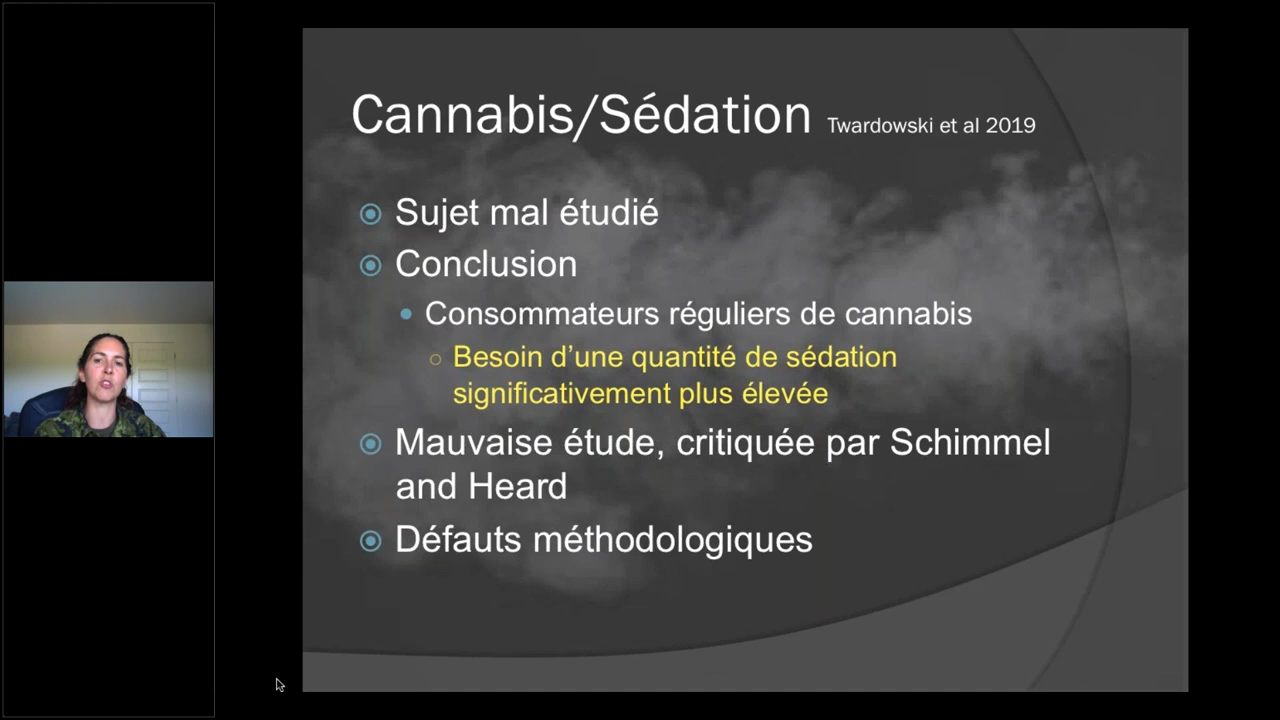 Cannabis/Sédation Twardowski et al 2019
Sujet mal étudié
Conclusion
Consommateurs réguliers de cannabis
Besoin d’une quantité de sédation
significativement plus élevée
Mauvaise étude, critiquée par Schimmel
and Heard
Défauts méthodologiques